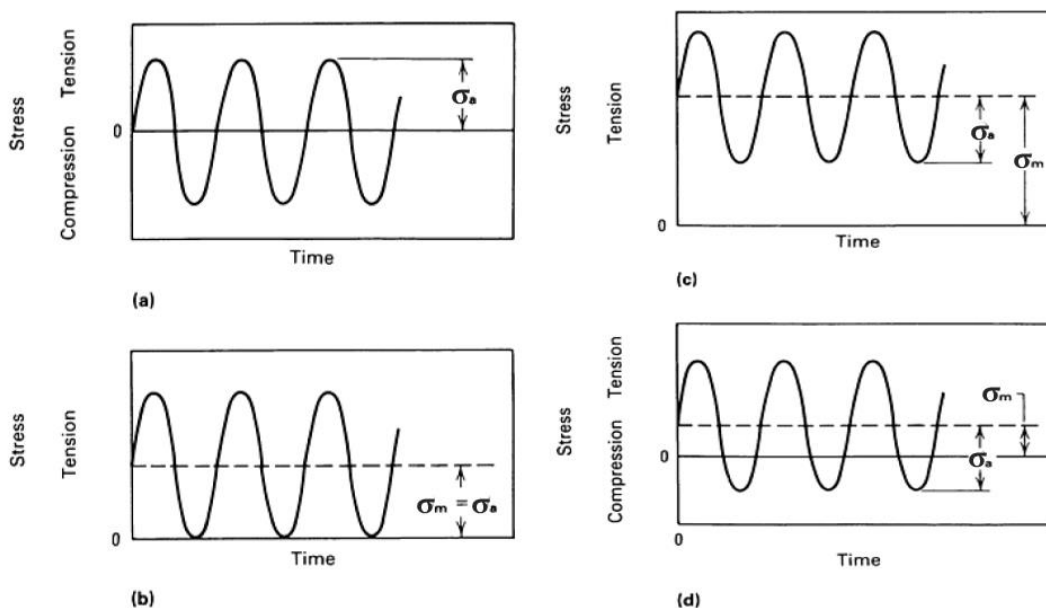 Tension
Stress
0
Compression
σa
Time
(a)
Stress
Tension
0
σm = σa
Time
(b)
Stress
Tension
σa
σm
0
Time
(c)
Tension
Stress
σm
0
σa
Compression
0
Time
(d)